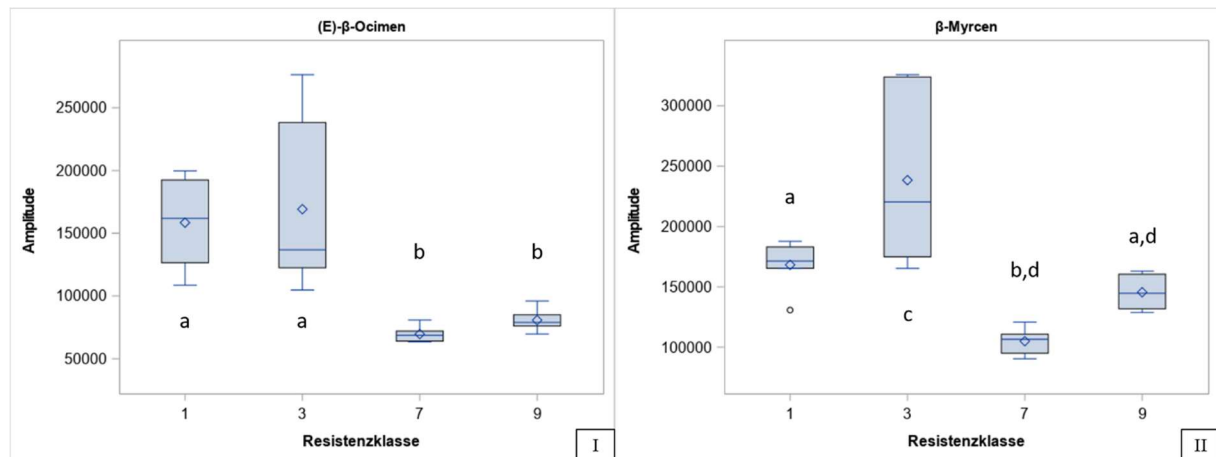 (E)-β-Ocimen
Amplitude
250000
200000
150000
100000
50000
a
a
b
b
1
3
7
9
Resistenzklasse
I
β-Myrcen
Amplitude
300000
250000
200000
150000
100000
a
c
b,d
a,d
1
3
7
9
Resistenzklasse
II